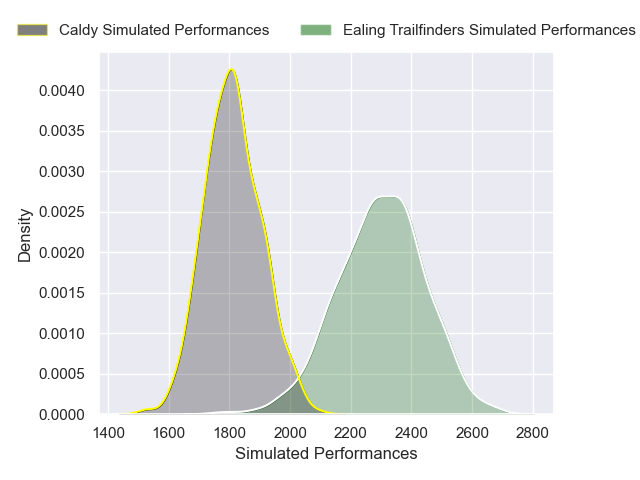 Caldy Simulated Performances Ealing Trailfinders Simulated Performances
0.0040
0.0035
0.0030
0.0025
0.0020
0.0015
0.0010
0.0005
0.0000
Density
1400 1600 1800 2000 2200 2400 2600 2800
Simulated Performances